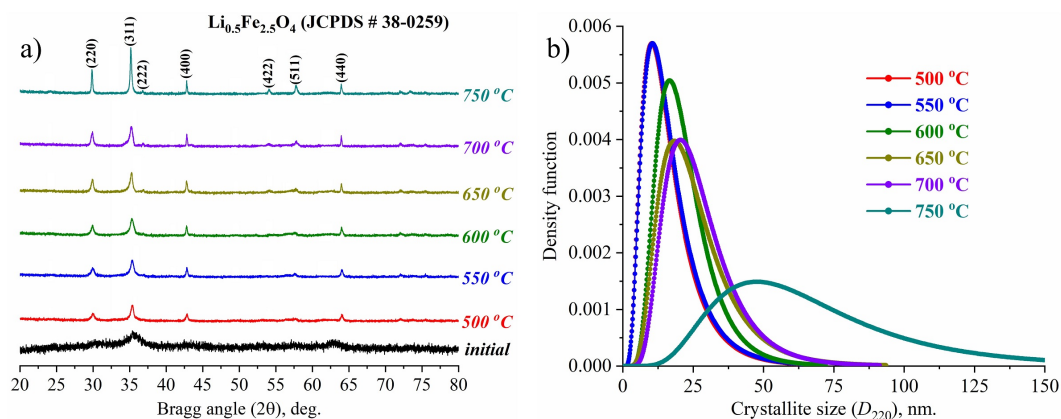 a)
Li0.5Fe2.5O4 (JCPDS # 38-0259)
(220)
(311)
(222)
(400)
(422)
(511)
(440)
750 °C
700 °C
650 °C
600 °C
550 °C
500 °C
initial
20 25 30 35 40 45 50 55 60 65 70 75 80
Bragg angle (2θ), deg.
b)
0.006
0.005
0.004
0.003
0.002
0.001
0.000
Density function
500 °C
550 °C
600 °C
650 °C
700 °C
750 °C
0 25 50 75 100 125 150
Crystallite size (D220), nm.